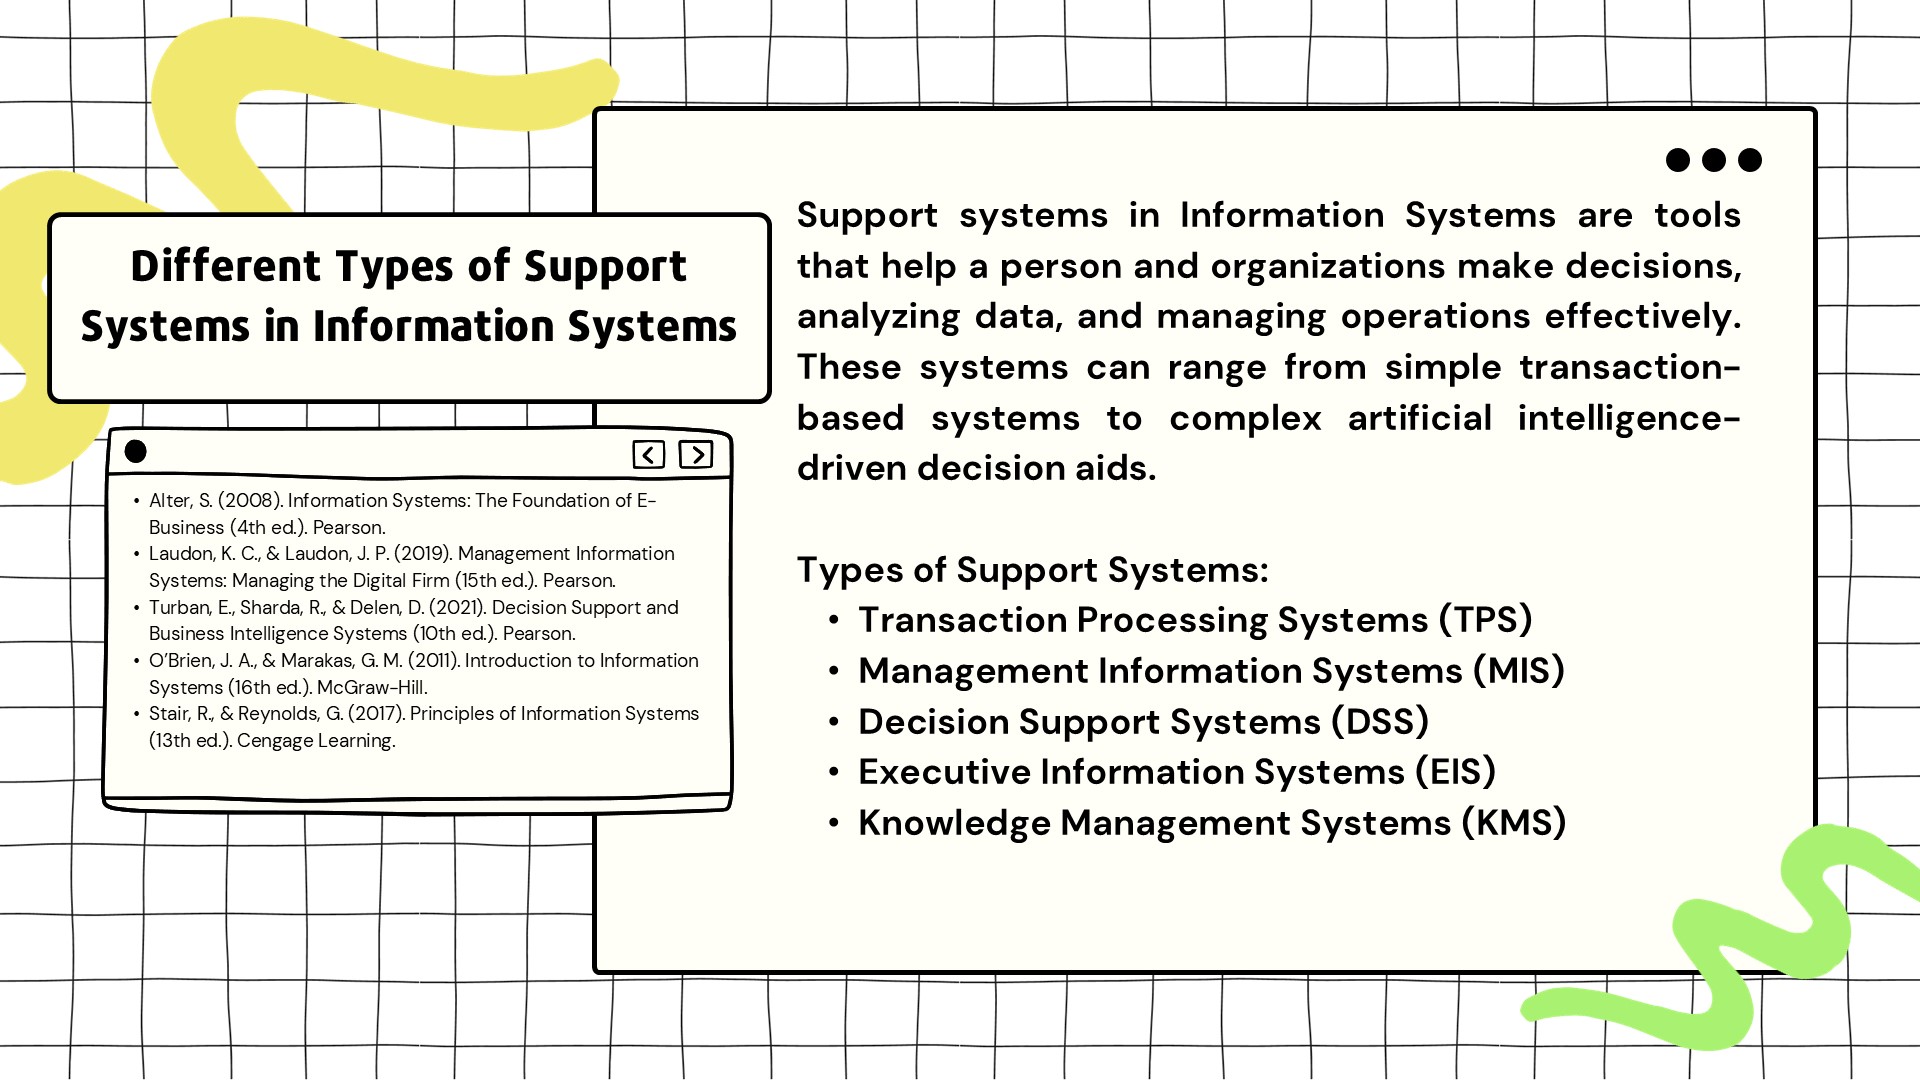 Different Types of Support
Systems in Information Systems
• Alter, S. (2008). Information Systems: The Foundation of E-
Business (4th ed.). Pearson.
• Laudon, K. C., & Laudon, J. P. (2019). Management Information
Systems: Managing the Digital Firm (15th ed.). Pearson.
• Turban, E., Sharda, R., & Delen, D. (2021). Decision Support and
Business Intelligence Systems (10th ed.). Pearson.
• O’Brien, J. A., & Marakas, G. M. (2011). Introduction to Information
Systems (16th ed.). McGraw-Hill.
• Stair, R., & Reynolds, G. (2017). Principles of Information Systems
(13th ed.). Cengage Learning.
Support systems in Information Systems are tools
that help a person and organizations make decisions,
analyzing data, and managing operations effectively.
These systems can range from simple transaction-
based systems to complex artificial intelligence-
driven decision aids.
Types of Support Systems:
• Transaction Processing Systems (TPS)
• Management Information Systems (MIS)
• Decision Support Systems (DSS)
• Executive Information Systems (EIS)
• Knowledge Management Systems (KMS)